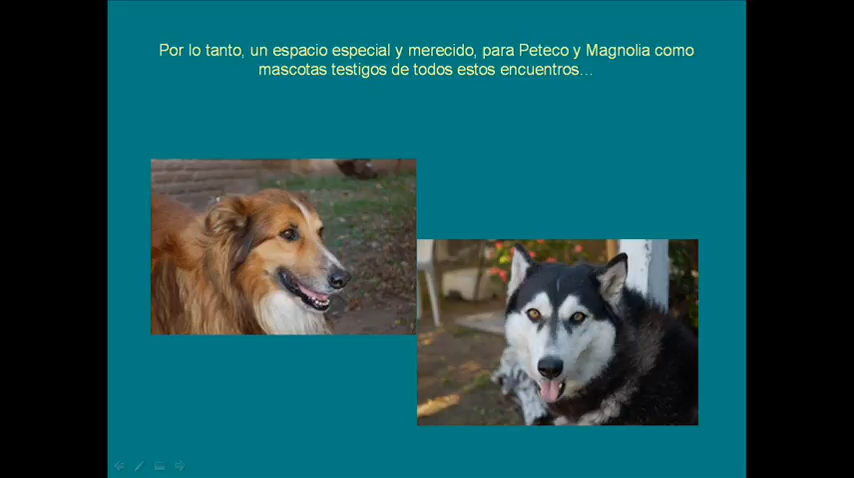 Por lo tanto, un espacio especial y merecido, para Peteco y Magnolia como
mascotas testigos de todos estos encuentros...